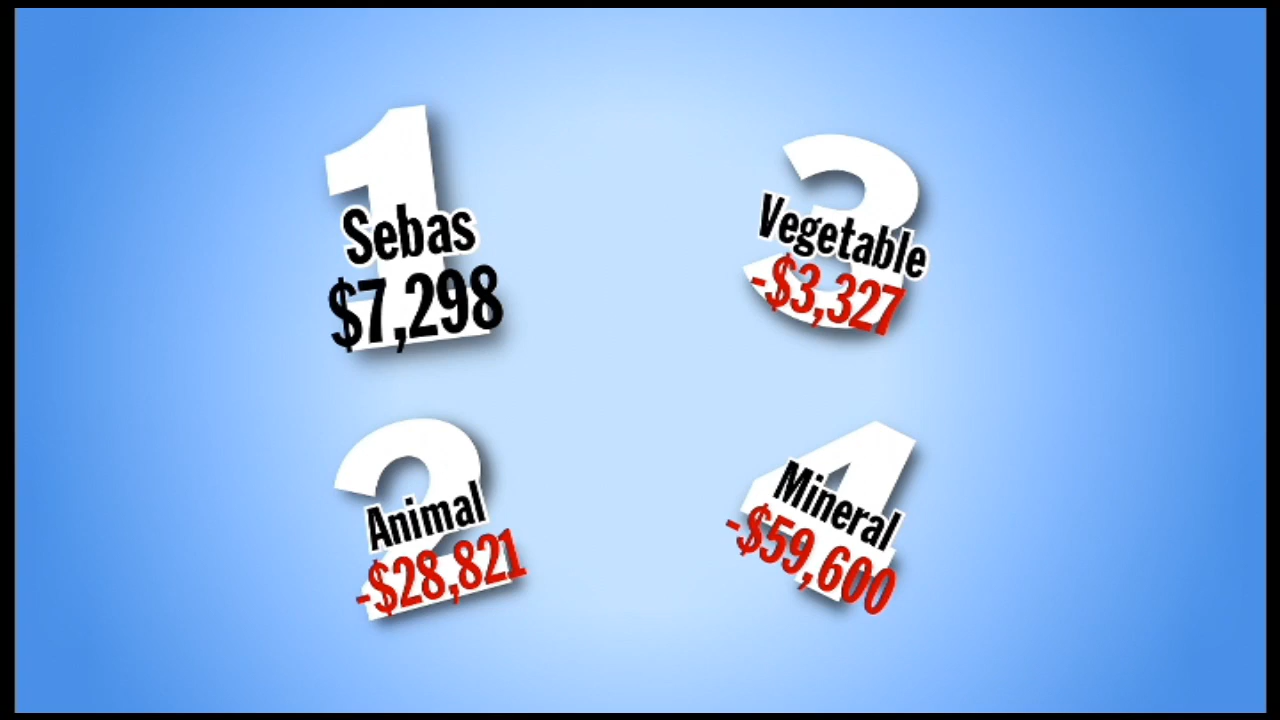 1
Sebas
$7,298
2
Animal
-$28,821
3
Vegetable
-$3,327
4
Mineral
-$59,600